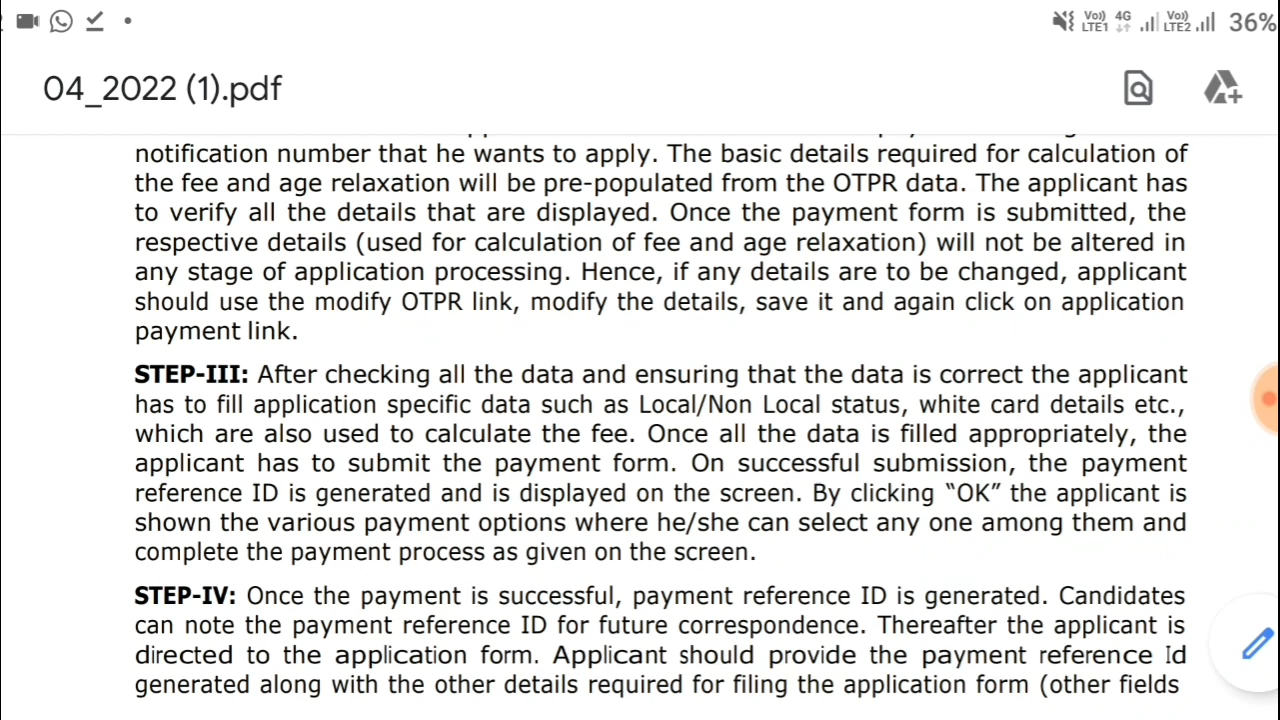 Vo)) 4G Vo)) 36%
LTE1 LTE2
04_2022 (1).pdf
notification number that he wants to apply. The basic details required for calculation of
the fee and age relaxation will be pre-populated from the OTPR data. The applicant has
to verify all the details that are displayed. Once the payment form is submitted, the
respective details (used for calculation of fee and age relaxation) will not be altered in
any stage of application processing. Hence, if any details are to be changed, applicant
should use the modify OTPR link, modify the details, save it and again click on application
payment link.
STEP-III: After checking all the data and ensuring that the data is correct the applicant
has to fill application specific data such as Local/Non Local status, white card details etc.,
which are also used to calculate the fee. Once all the data is filled appropriately, the
applicant has to submit the payment form. On successful submission, the payment
reference ID is generated and is displayed on the screen. By clicking “OK” the applicant is
shown the various payment options where he/she can select any one among them and
complete the payment process as given on the screen.
STEP-IV: Once the payment is successful, payment reference ID is generated. Candidates
can note the payment reference ID for future correspondence. Thereafter the applicant is
directed to the application form. Applicant should provide the payment reference Id
generated along with the other details required for filing the application form (other fields